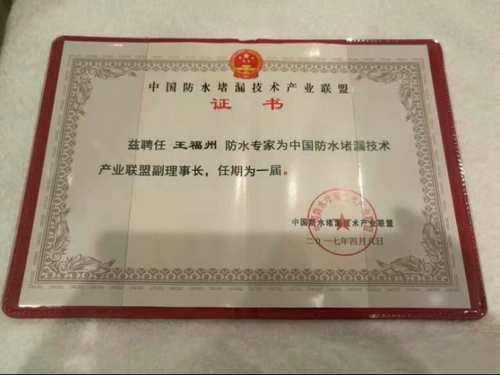 中国防水堵漏技术产业联盟
证书
兹聘任 王福州 防水专家为中国防水堵漏技术
产业联盟副理事长，任期为一届。
中国防水堵漏技术产业联盟
二〇一七年四月八日